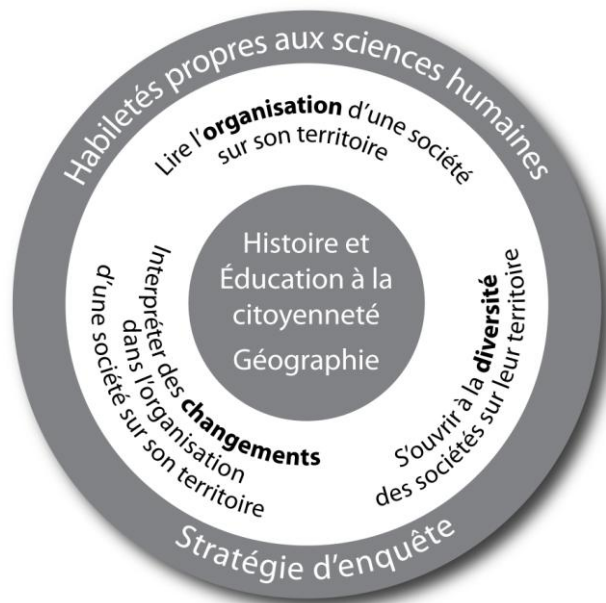 Habiletés propres aux sciences humaines
Lire l'organisation d'une société
sur son territoire
Histoire et
Éducation à la
citoyenneté
Géographie
Interpréter des changements
dans l'organisation
d'une société sur son territoire
S'ouvrir à la diversité
des sociétés sur leur territoire
Stratégie d'enquête